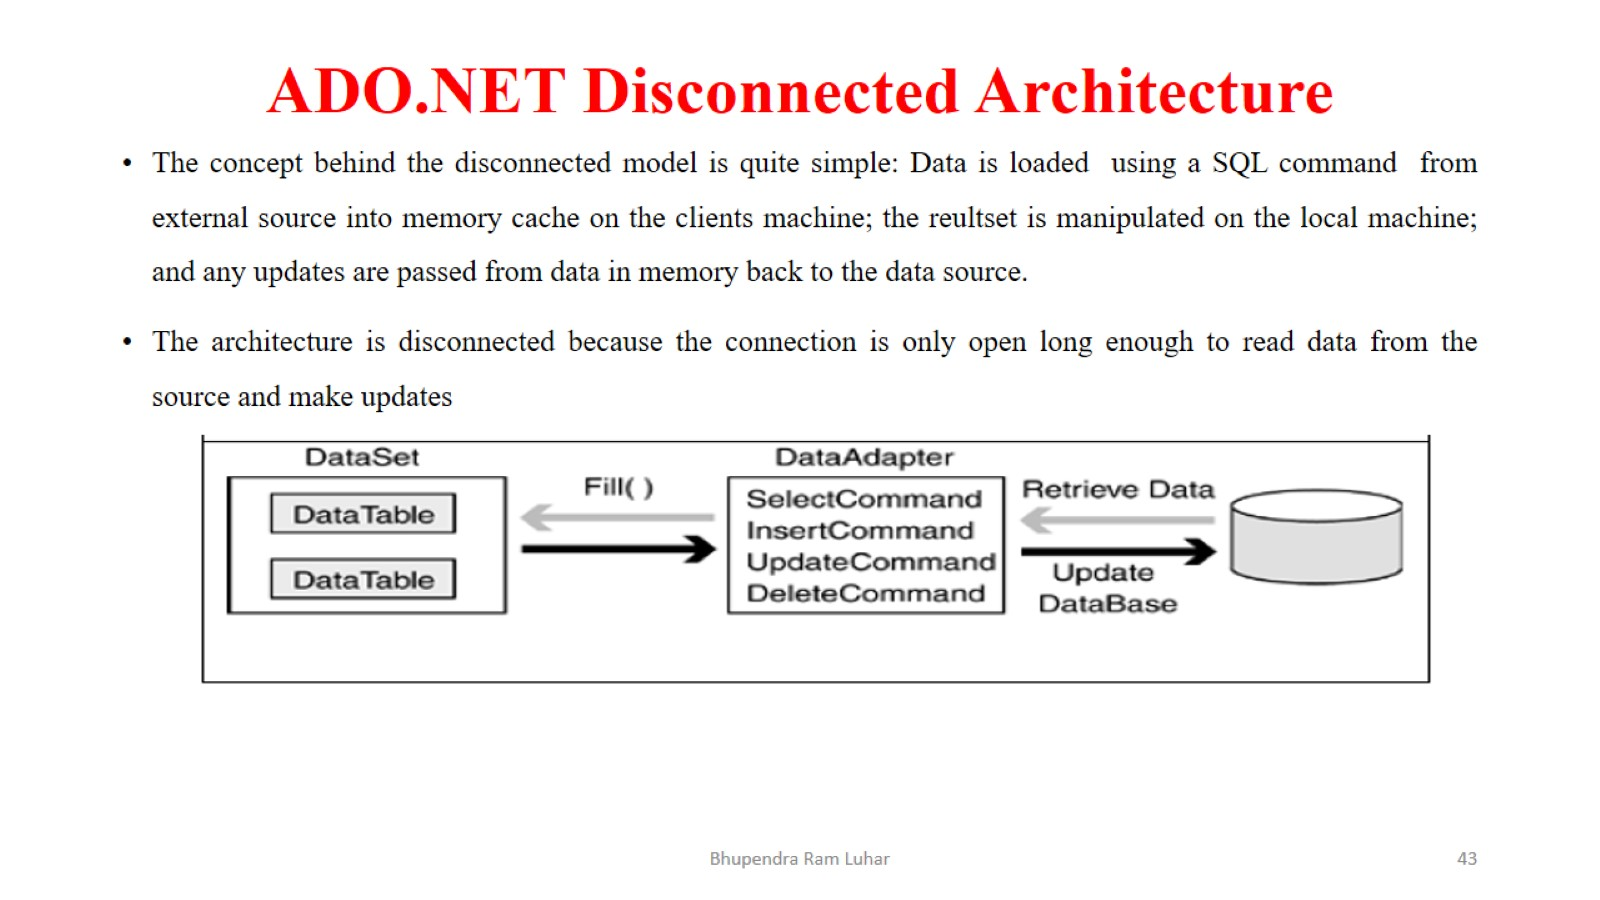 ADO.NET Disconnected Architecture
• The concept behind the disconnected model is quite simple: Data is loaded using a SQL command from
external source into memory cache on the clients machine; the reultset is manipulated on the local machine;
and any updates are passed from data in memory back to the data source.
• The architecture is disconnected because the connection is only open long enough to read data from the
source and make updates
DataSet
DataTable
DataTable
Fill( )
DataAdapter
SelectCommand
InsertCommand
UpdateCommand
DeleteCommand
Retrieve Data
Update
DataBase
Bhupendra Ram Luhar
43